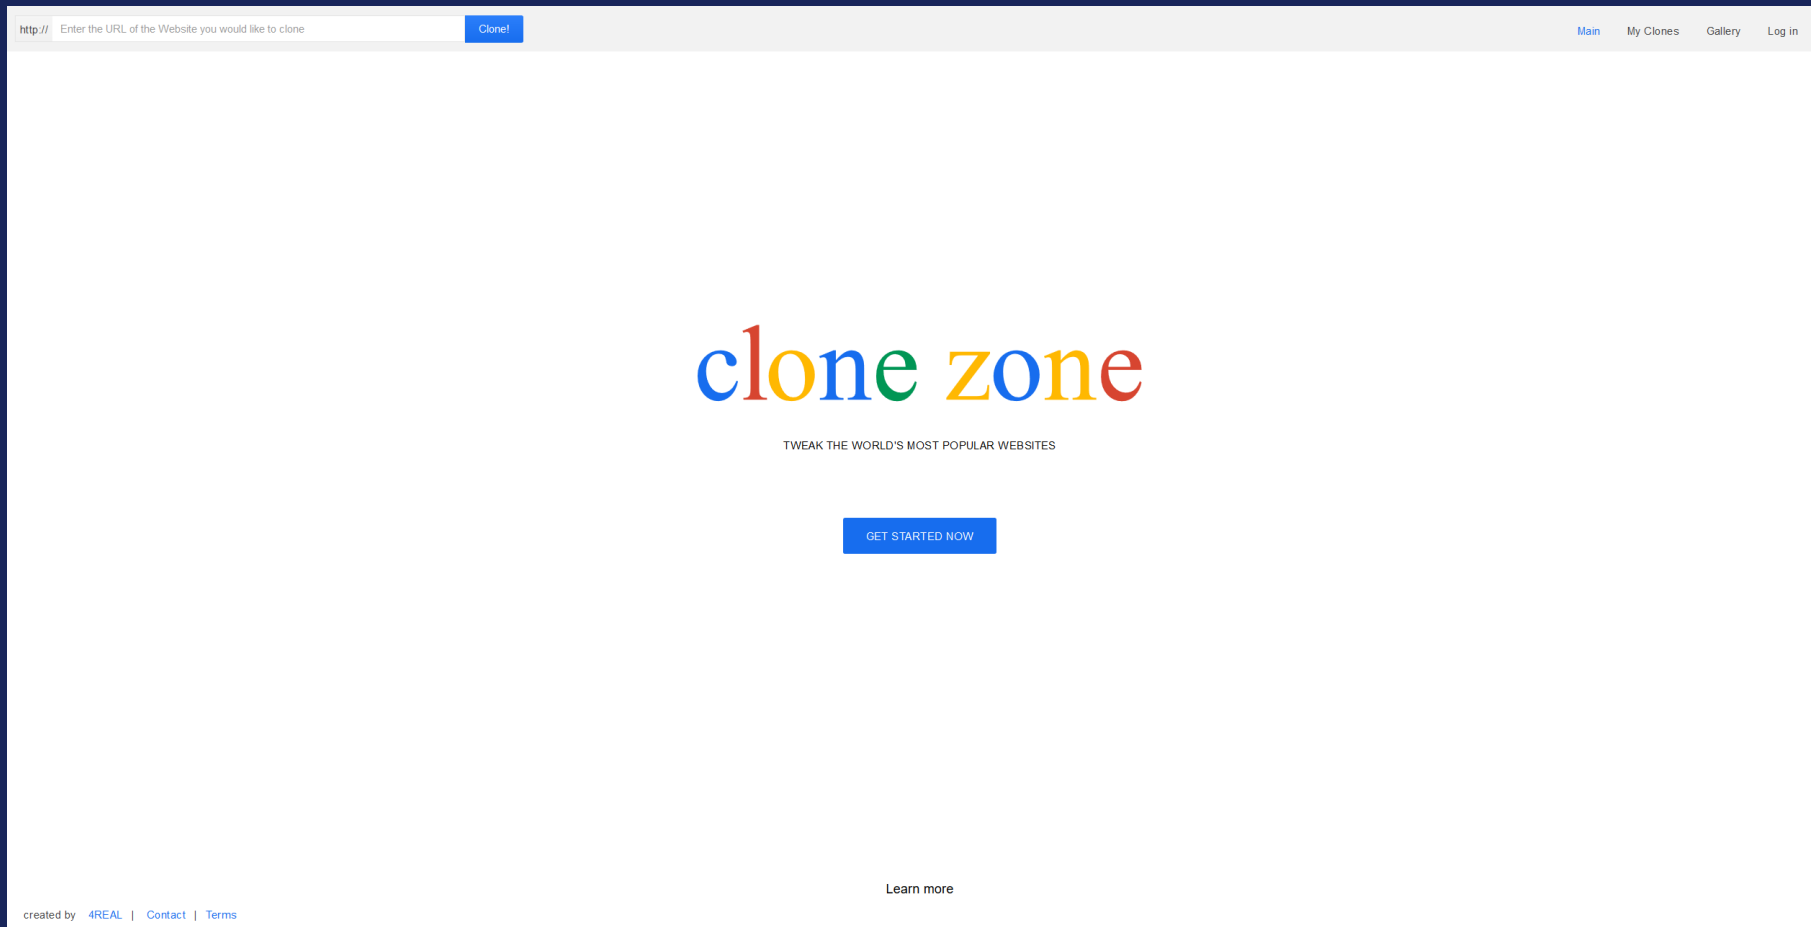 http:// Enter the URL of the Website you would like to clone Clone! Main My Clones Gallery Log in
clone zone
TWEAK THE WORLD'S MOST POPULAR WEBSITES
GET STARTED NOW
Learn more
created by 4REAL | Contact | Terms